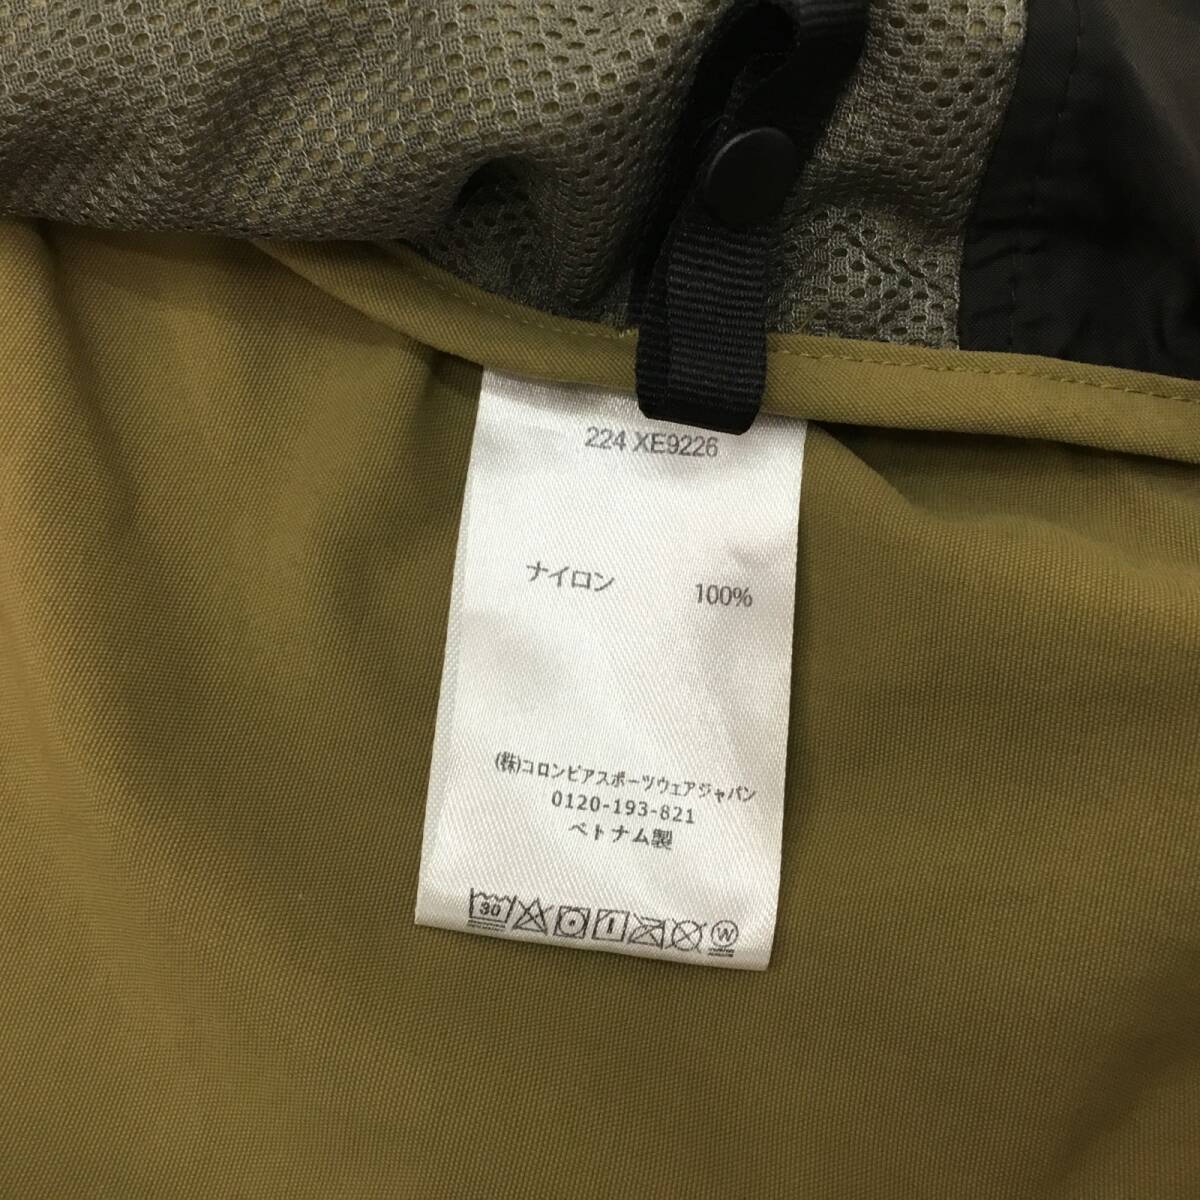 224 XE9226
ナイロン 100%
(株)コロンビアスポーツウェアジャパン
0120-193-821
ベトナム製
30 W